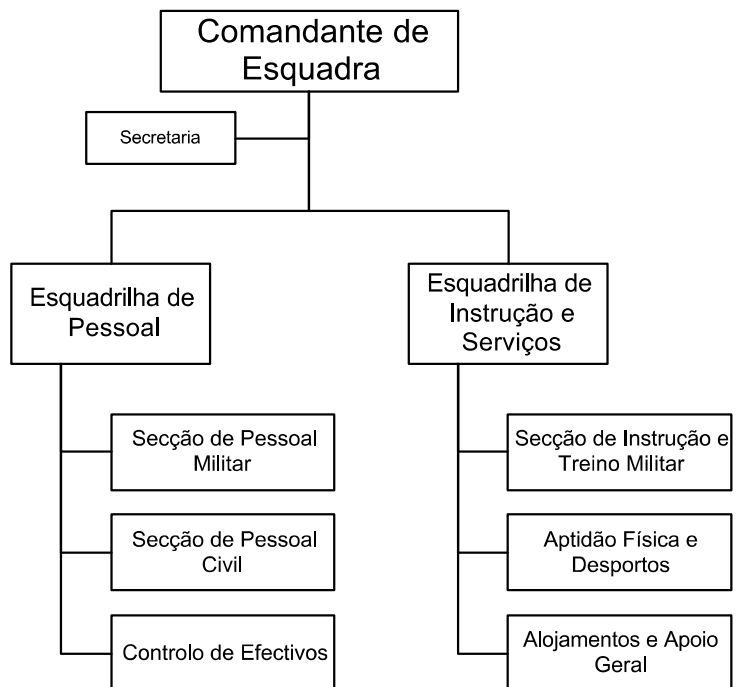 Comandante de
Esquadra
Secretaria
Esquadrilha de
Pessoal
Esquadrilha de
Instrução e
Serviços
Secção de Pessoal
Militar
Secção de Instrução e
Treino Militar
Secção de Pessoal
Civil
Aptidão Física e
Desportos
Controlo de Efectivos
Alojamentos e Apoio
Geral